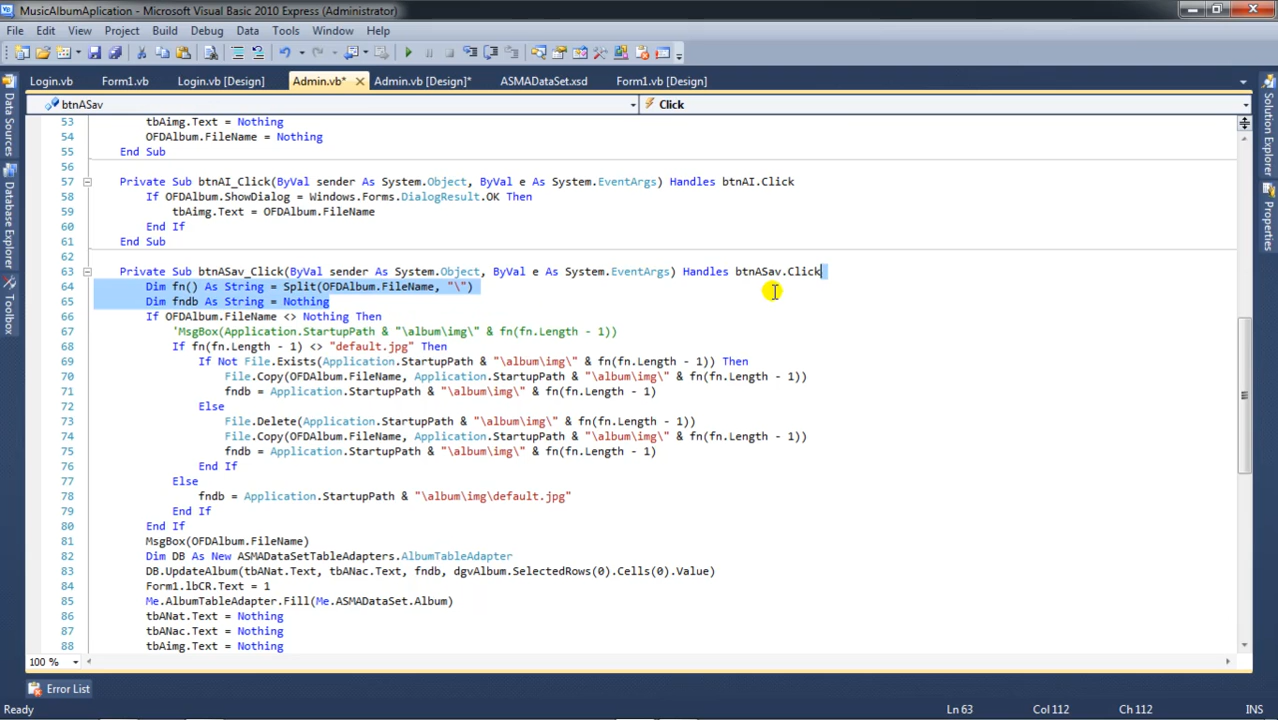 MusicAlbumAplication - Microsoft Visual Basic 2010 Express (Administrator)
File Edit View Project Build Debug Data Tools Window Help
Login.vb Form1.vb Login.vb [Design] Admin.vb* Admin.vb [Design]* ASMADataSet.xsd Form1.vb [Design]
btnASav Click
Data Sources
Database Explorer
Toolbox
Solution Explorer
Properties
53 tbAimg.Text = Nothing
54 OFDAlbum.FileName = Nothing
55 End Sub
56
57 Private Sub btnAI_Click(ByVal sender As System.Object, ByVal e As System.EventArgs) Handles btnAI.Click
58 If OFDAlbum.ShowDialog = Windows.Forms.DialogResult.OK Then
59 tbAimg.Text = OFDAlbum.FileName
60 End If
61 End Sub
62
63 Private Sub btnASav_Click(ByVal sender As System.Object, ByVal e As System.EventArgs) Handles btnASav.Click
64 Dim fn() As String = Split(OFDAlbum.FileName, "\")
65 Dim fndb As String = Nothing
66 If OFDAlbum.FileName <> Nothing Then
67 'MsgBox(Application.StartupPath & "\album\img\" & fn(fn.Length - 1))
68 If fn(fn.Length - 1) <> "default.jpg" Then
69 If Not File.Exists(Application.StartupPath & "\album\img\" & fn(fn.Length - 1)) Then
70 File.Copy(OFDAlbum.FileName, Application.StartupPath & "\album\img\" & fn(fn.Length - 1))
71 fndb = Application.StartupPath & "\album\img\" & fn(fn.Length - 1)
72 Else
73 File.Delete(Application.StartupPath & "\album\img\" & fn(fn.Length - 1))
74 File.Copy(OFDAlbum.FileName, Application.StartupPath & "\album\img\" & fn(fn.Length - 1))
75 fndb = Application.StartupPath & "\album\img\" & fn(fn.Length - 1)
76 End If
77 Else
78 fndb = Application.StartupPath & "\album\img\default.jpg"
79 End If
80 End If
81 MsgBox(OFDAlbum.FileName)
82 Dim DB As New ASMADataSetTableAdapters.AlbumTableAdapter
83 DB.UpdateAlbum(tbANat.Text, tbANac.Text, fndb, dgvAlbum.SelectedRows(0).Cells(0).Value)
84 Form1.lbCR.Text = 1
85 Me.AlbumTableAdapter.Fill(Me.ASMADataSet.Album)
86 tbANat.Text = Nothing
87 tbANac.Text = Nothing
88 tbAimg.Text = Nothing
100 %
Error List
Ready Ln 63 Col 112 Ch 112 INS